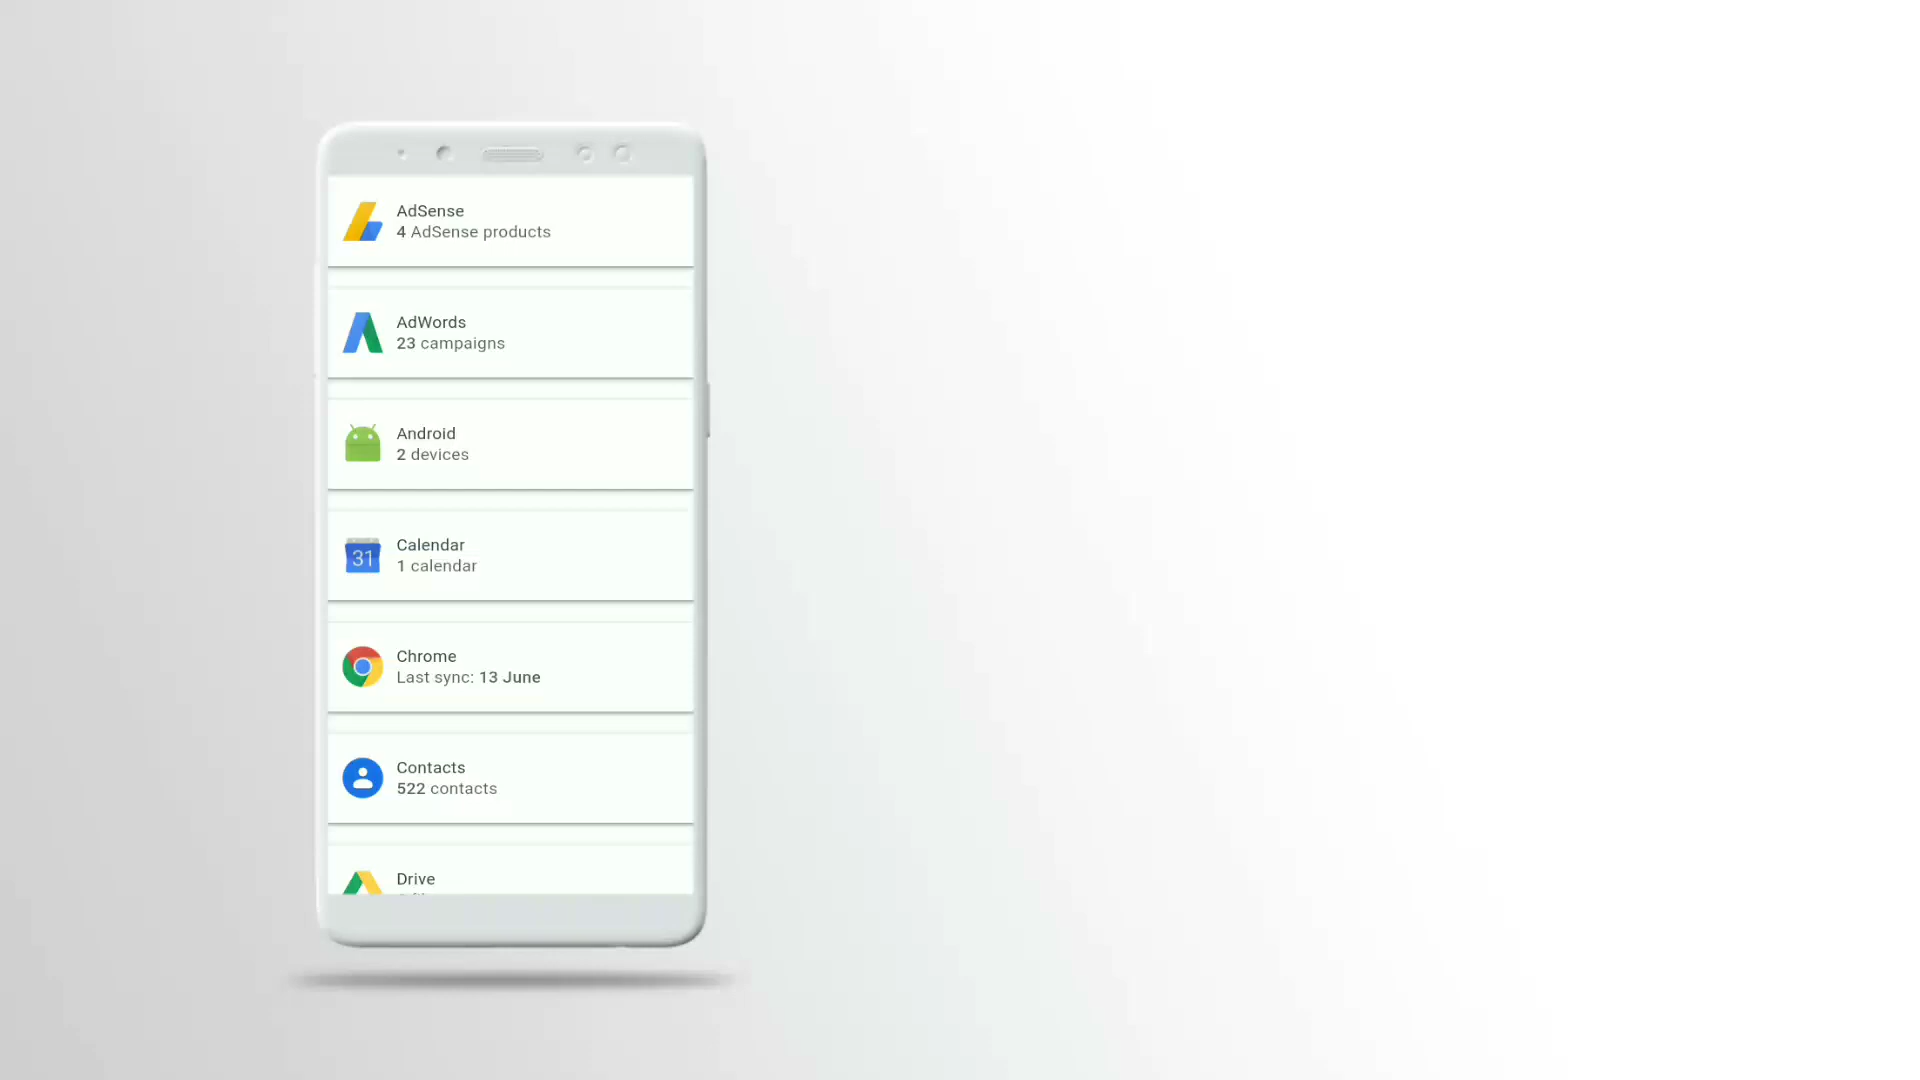 AdSense
4 AdSense products
AdWords
23 campaigns
Android
2 devices
31
Calendar
1 calendar
Chrome
Last sync: 13 June
Contacts
522 contacts
Drive